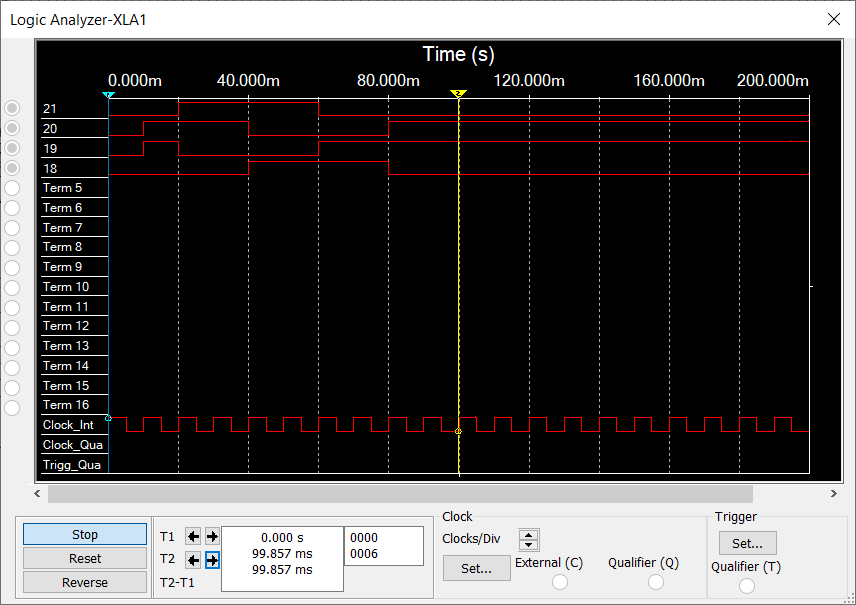 Logic Analyzer-XLA1
Time (s)
0.000m 40.000m 80.000m 120.000m 160.000m 200.000m
1 2
21
20
19
18
Term 5
Term 6
Term 7
Term 8
Term 9
Term 10
Term 11
Term 12
Term 13
Term 14
Term 15
Term 16
Clock_Int
Clock_Qua
Trigg_Qua
Stop
Reset
Reverse
T1 0.000 s 0000
T2 99.857 ms 0006
T2-T1 99.857 ms
Clock
Clocks/Div
Set...
External (C)
Qualifier (Q)
Trigger
Set...
Qualifier (T)